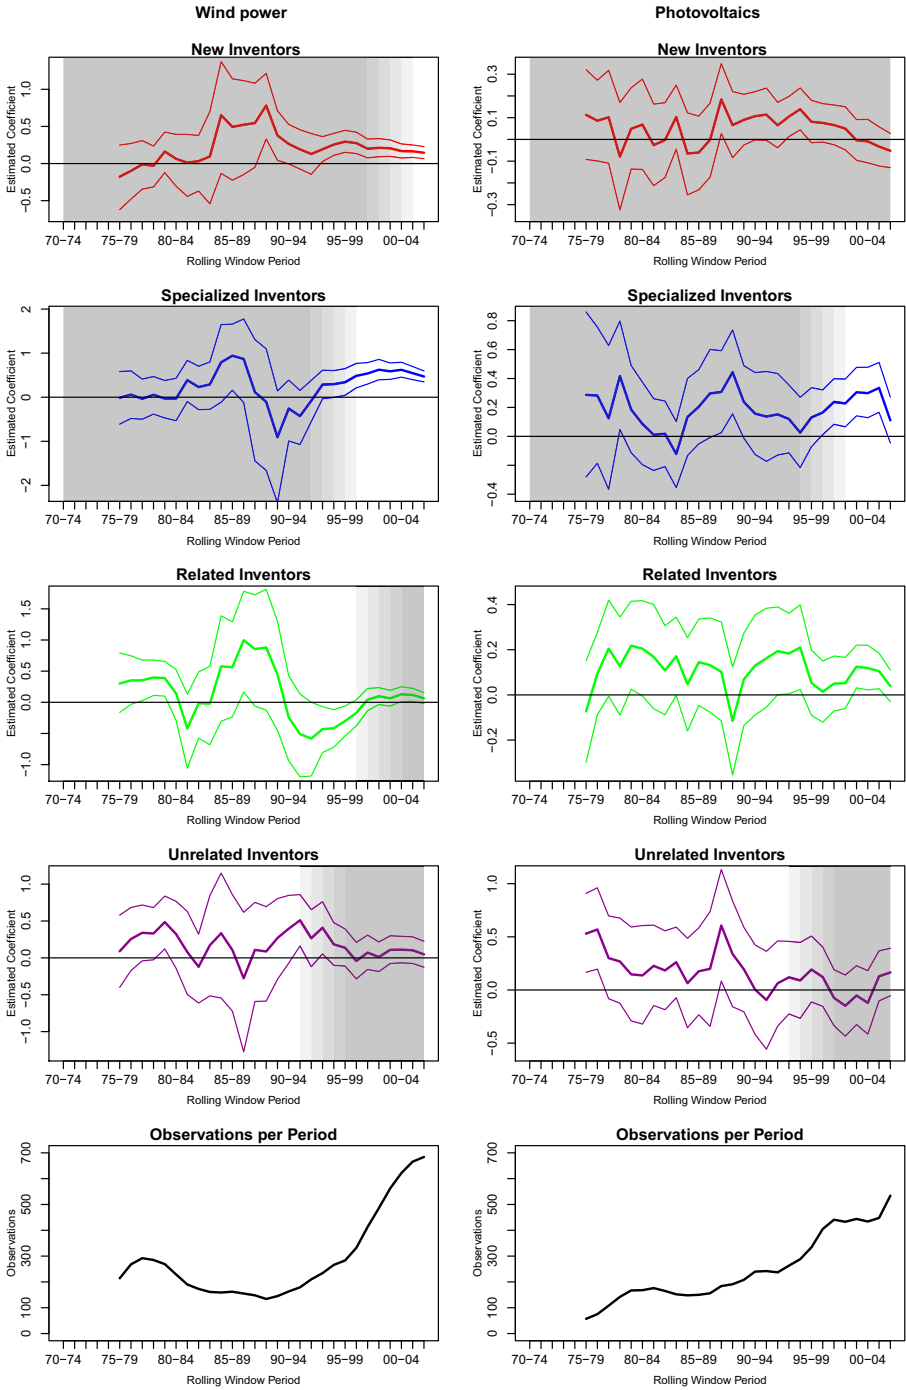 Wind power
Photovoltaics
New Inventors
Estimated Coefficient
−0.5 0.0 0.5 1.0
70−74 75−79 80−84 85−89 90−94 95−99 00−04
Rolling Window Period
New Inventors
Estimated Coefficient
−0.3 −0.1 0.1 0.3
70−74 75−79 80−84 85−89 90−94 95−99 00−04
Rolling Window Period
Specialized Inventors
Estimated Coefficient
−2 −1 0 1 2
70−74 75−79 80−84 85−89 90−94 95−99 00−04
Rolling Window Period
Specialized Inventors
Estimated Coefficient
−0.4 0.0 0.2 0.4 0.6 0.8
70−74 75−79 80−84 85−89 90−94 95−99 00−04
Rolling Window Period
Related Inventors
Estimated Coefficient
−1.0 0.0 0.5 1.0 1.5
70−74 75−79 80−84 85−89 90−94 95−99 00−04
Rolling Window Period
Related Inventors
Estimated Coefficient
−0.2 0.0 0.2 0.4
70−74 75−79 80−84 85−89 90−94 95−99 00−04
Rolling Window Period
Unrelated Inventors
Estimated Coefficient
−1.0 −0.5 0.0 0.5 1.0
70−74 75−79 80−84 85−89 90−94 95−99 00−04
Rolling Window Period
Unrelated Inventors
Estimated Coefficient
−0.5 0.0 0.5 1.0
70−74 75−79 80−84 85−89 90−94 95−99 00−04
Rolling Window Period
Observations per Period
Observations
0 100 300 500 700
70−74 75−79 80−84 85−89 90−94 95−99 00−04
Rolling Window Period
Observations per Period
Observations
0 100 300 500 700
70−74 75−79 80−84 85−89 90−94 95−99 00−04
Rolling Window Period